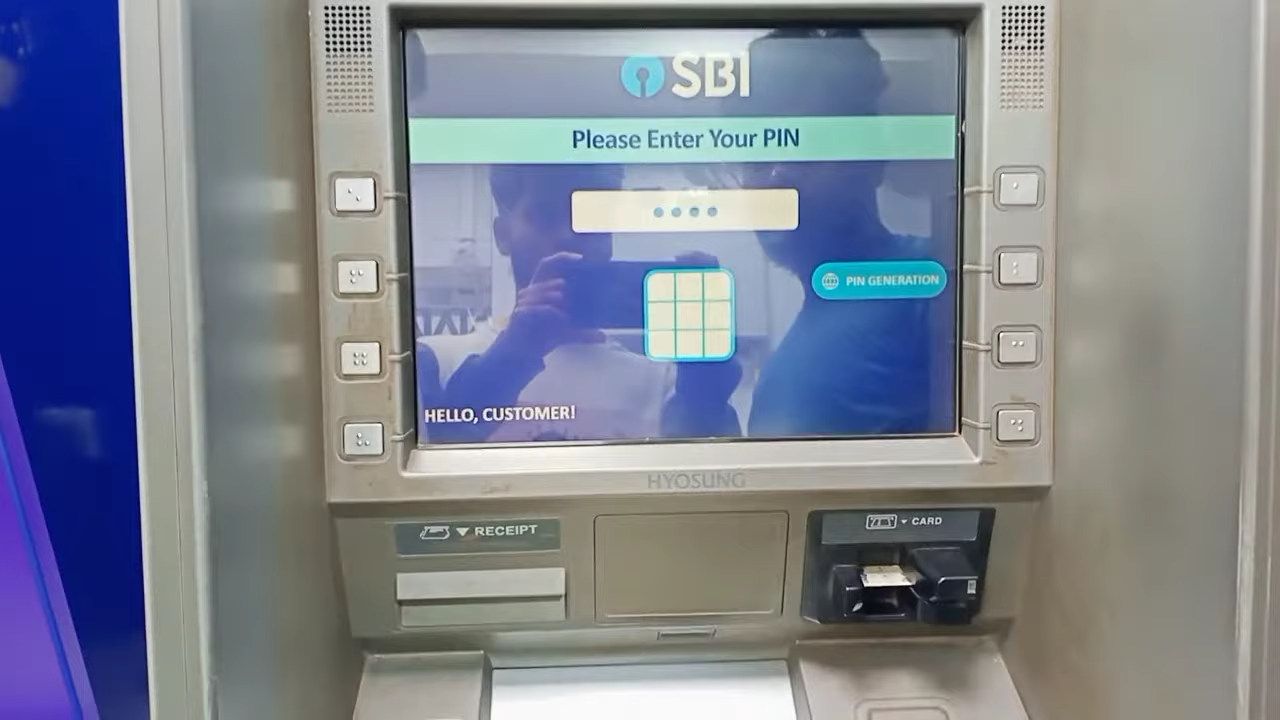 SBI
Please Enter Your PIN
PIN GENERATION
HELLO, CUSTOMER!
HYOSUNG
RECEIPT
CARD